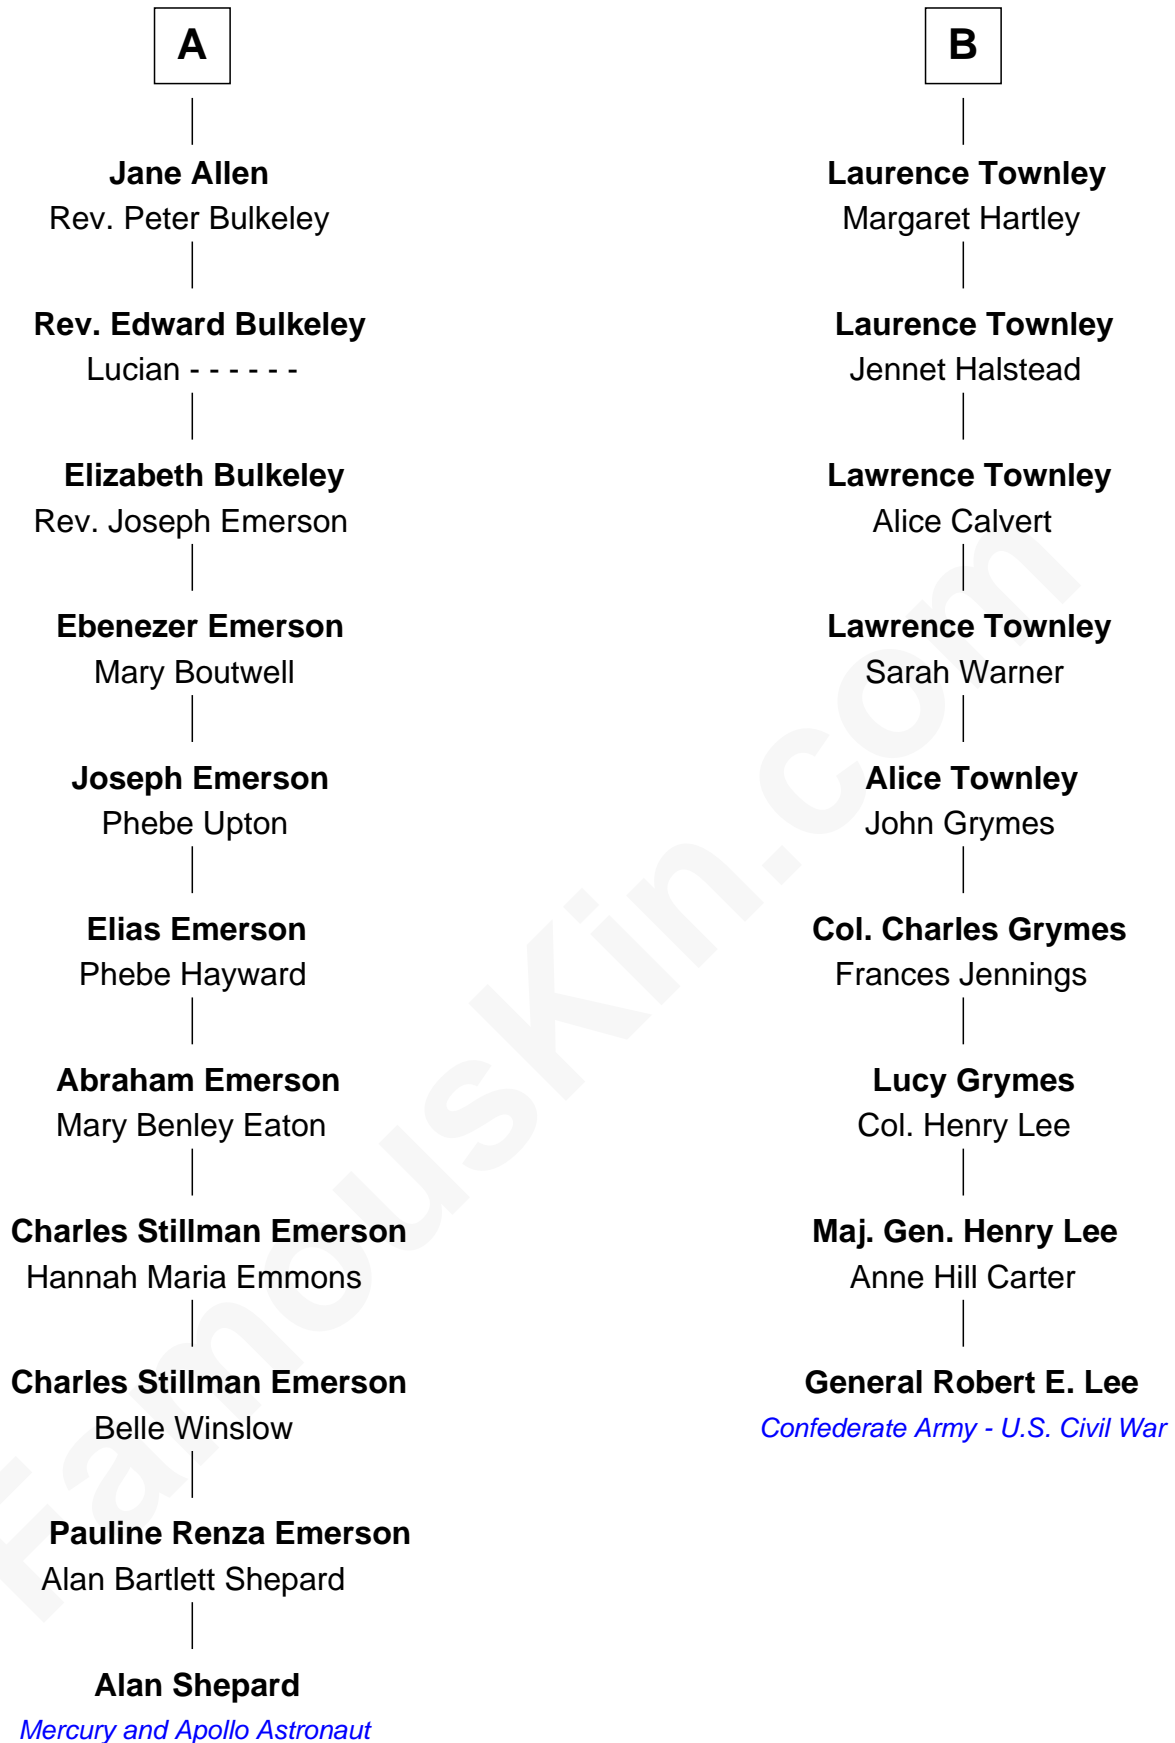 A
Jane Allen
Rev. Peter Bulkeley
Rev. Edward Bulkeley
Lucian - - - - - -
Elizabeth Bulkeley
Rev. Joseph Emerson
Ebenezer Emerson
Mary Boutwell
Joseph Emerson
Phebe Upton
Elias Emerson
Phebe Hayward
Abraham Emerson
Mary Benley Eaton
Charles Stillman Emerson
Hannah Maria Emmons
Charles Stillman Emerson
Belle Winslow
Pauline Renza Emerson
Alan Bartlett Shepard
Alan Shepard
Mercury and Apollo Astronaut
B
Laurence Townley
Margaret Hartley
Laurence Townley
Jennet Halstead
Lawrence Townley
Alice Calvert
Lawrence Townley
Sarah Warner
Alice Townley
John Grymes
Col. Charles Grymes
Frances Jennings
Lucy Grymes
Col. Henry Lee
Maj. Gen. Henry Lee
Anne Hill Carter
General Robert E. Lee
Confederate Army - U.S. Civil War
FamousKin.com